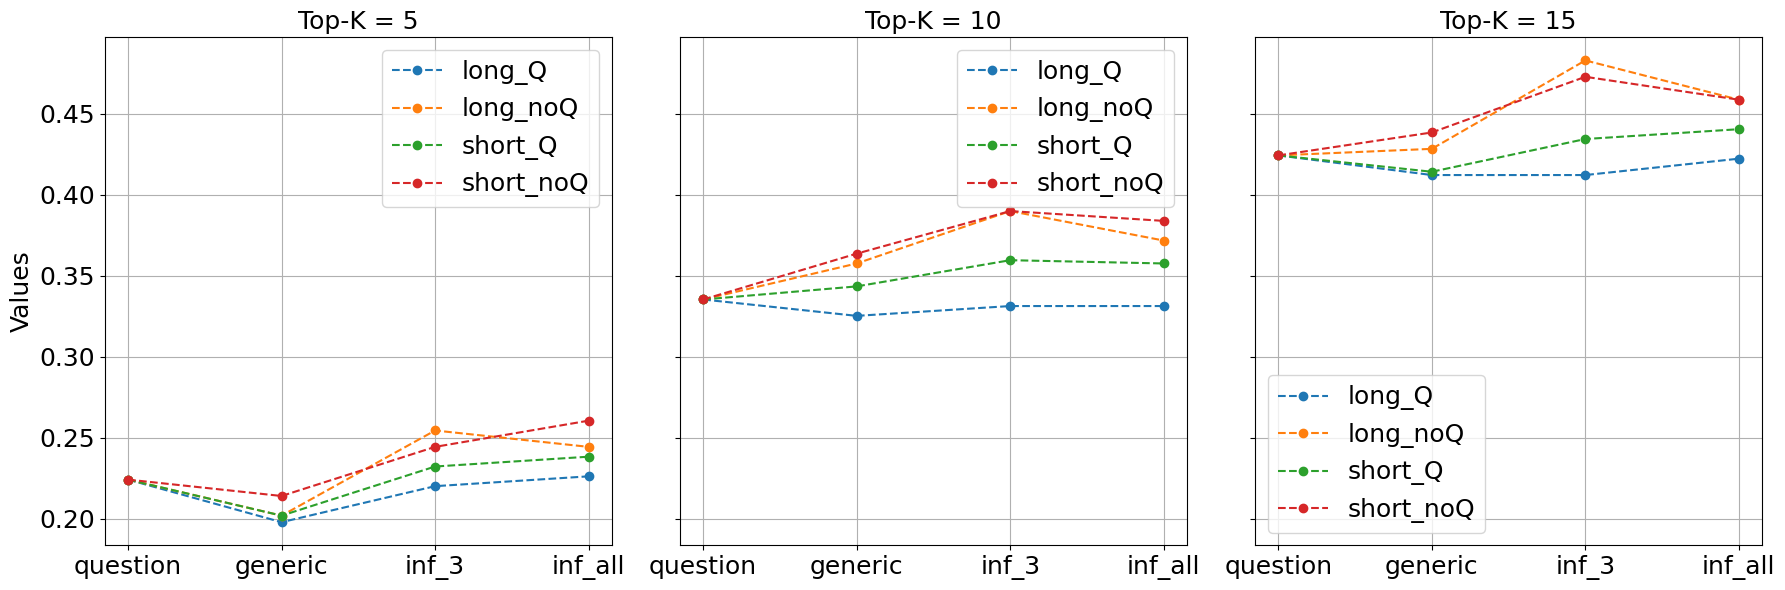 Top-K = 5
Top-K = 10
Top-K = 15
Values
0.45
0.40
0.35
0.30
0.25
0.20
long_Q
long_noQ
short_Q
short_noQ
long_Q
long_noQ
short_Q
short_noQ
long_Q
long_noQ
short_Q
short_noQ
question generic inf_3 inf_all
question generic inf_3 inf_all
question generic inf_3 inf_all